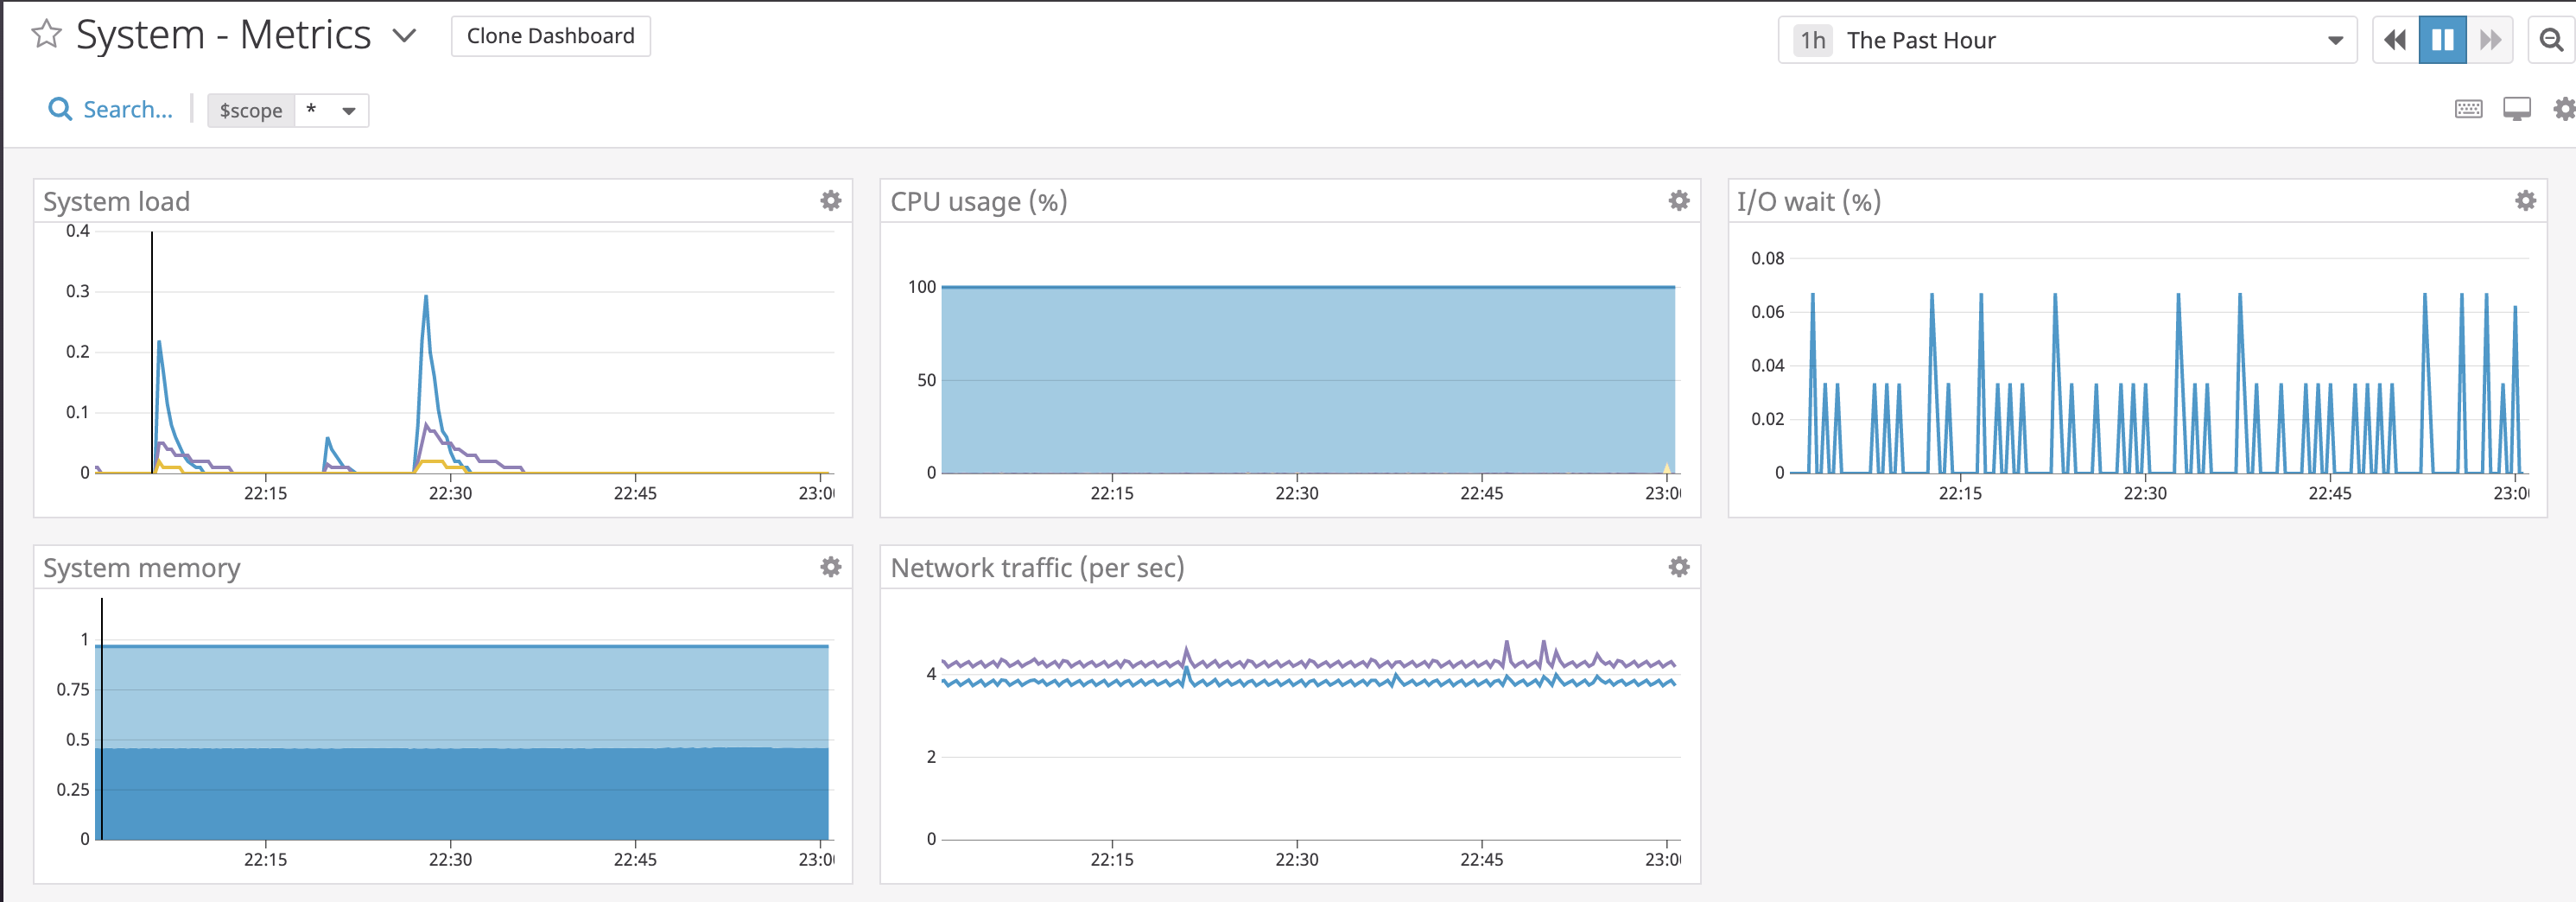 System - Metrics
Clone Dashboard
1h The Past Hour
Search...
$scope *
System load
0.4
0.3
0.2
0.1
0
22:15 22:30 22:45 23:0
CPU usage (%)
100
50
0
22:15 22:30 22:45 23:0
I/O wait (%)
0.08
0.06
0.04
0.02
0
22:15 22:30 22:45 23:0
System memory
1
0.75
0.5
0.25
0
22:15 22:30 22:45 23:0
Network traffic (per sec)
4
2
0
22:15 22:30 22:45 23:0